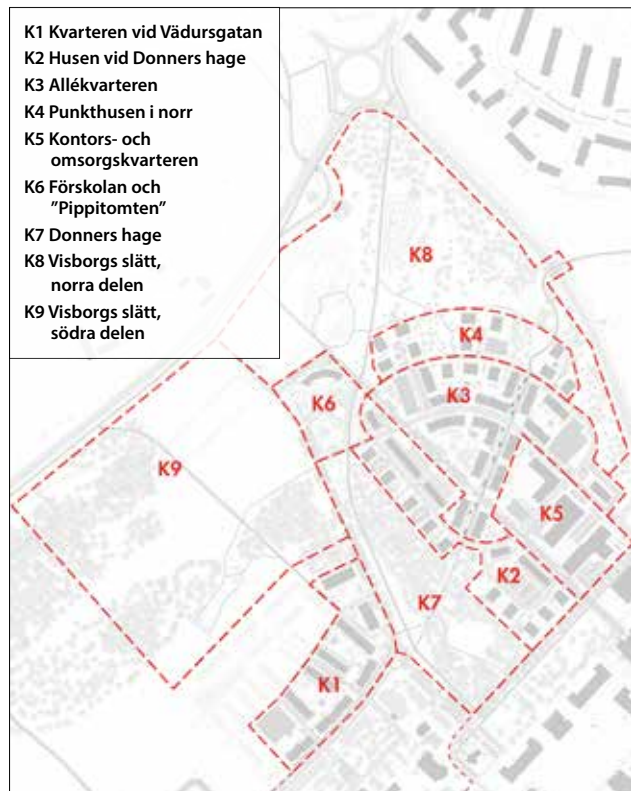 K1 Kvarteren vid Vädursgatan
K2 Husen vid Donners hage
K3 Allékvarteren
K4 Punkthusen i norr
K5 Kontors- och
omsorgskvarteren
K6 Förskolan och
”Pippitomten”
K7 Donners hage
K8 Visborgs slätt,
norra delen
K9 Visborgs slätt,
södra delen
K8
K4
K3
K6
K9
K5
K2
K7
K1